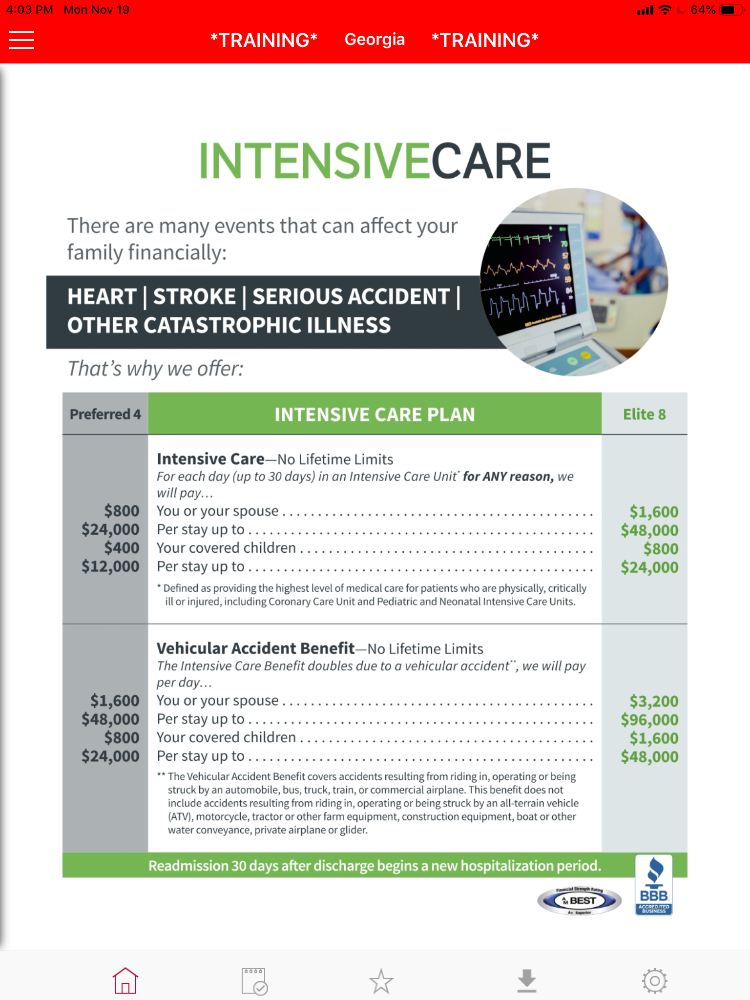 4:03 PM Mon Nov 19 64%
*TRAINING* Georgia *TRAINING*
INTENSIVECARE
There are many events that can affect your
family financially:
HEART | STROKE | SERIOUS ACCIDENT |
OTHER CATASTROPHIC ILLNESS
That's why we offer:
ECG
70
57
40
59
84
Preferred 4 INTENSIVE CARE PLAN Elite 8
Intensive Care—No Lifetime Limits
For each day (up to 30 days) in an Intensive Care Unit* for ANY reason, we
will pay...
$800 You or your spouse $1,600
$24,000 Per stay up to $48,000
$400 Your covered children $800
$12,000 Per stay up to $24,000
* Defined as providing the highest level of medical care for patients who are physically, critically
ill or injured, including Coronary Care Unit and Pediatric and Neonatal Intensive Care Units.
Vehicular Accident Benefit—No Lifetime Limits
The Intensive Care Benefit doubles due to a vehicular accident**, we will pay
per day...
$1,600 You or your spouse $3,200
$48,000 Per stay up to $96,000
$800 Your covered children $1,600
$24,000 Per stay up to $48,000
** The Vehicular Accident Benefit covers accidents resulting from riding in, operating or being
struck by an automobile, bus, truck, train, or commercial airplane. This benefit does not
include accidents resulting from riding in, operating or being struck by an all-terrain vehicle
(ATV), motorcycle, tractor or other farm equipment, construction equipment, boat or other
water conveyance, private airplane or glider.
Readmission 30 days after discharge begins a new hospitalization period.
Financial Strength Rating
AM BEST
A+ Superior
BBB
ACCREDITED
BUSINESS